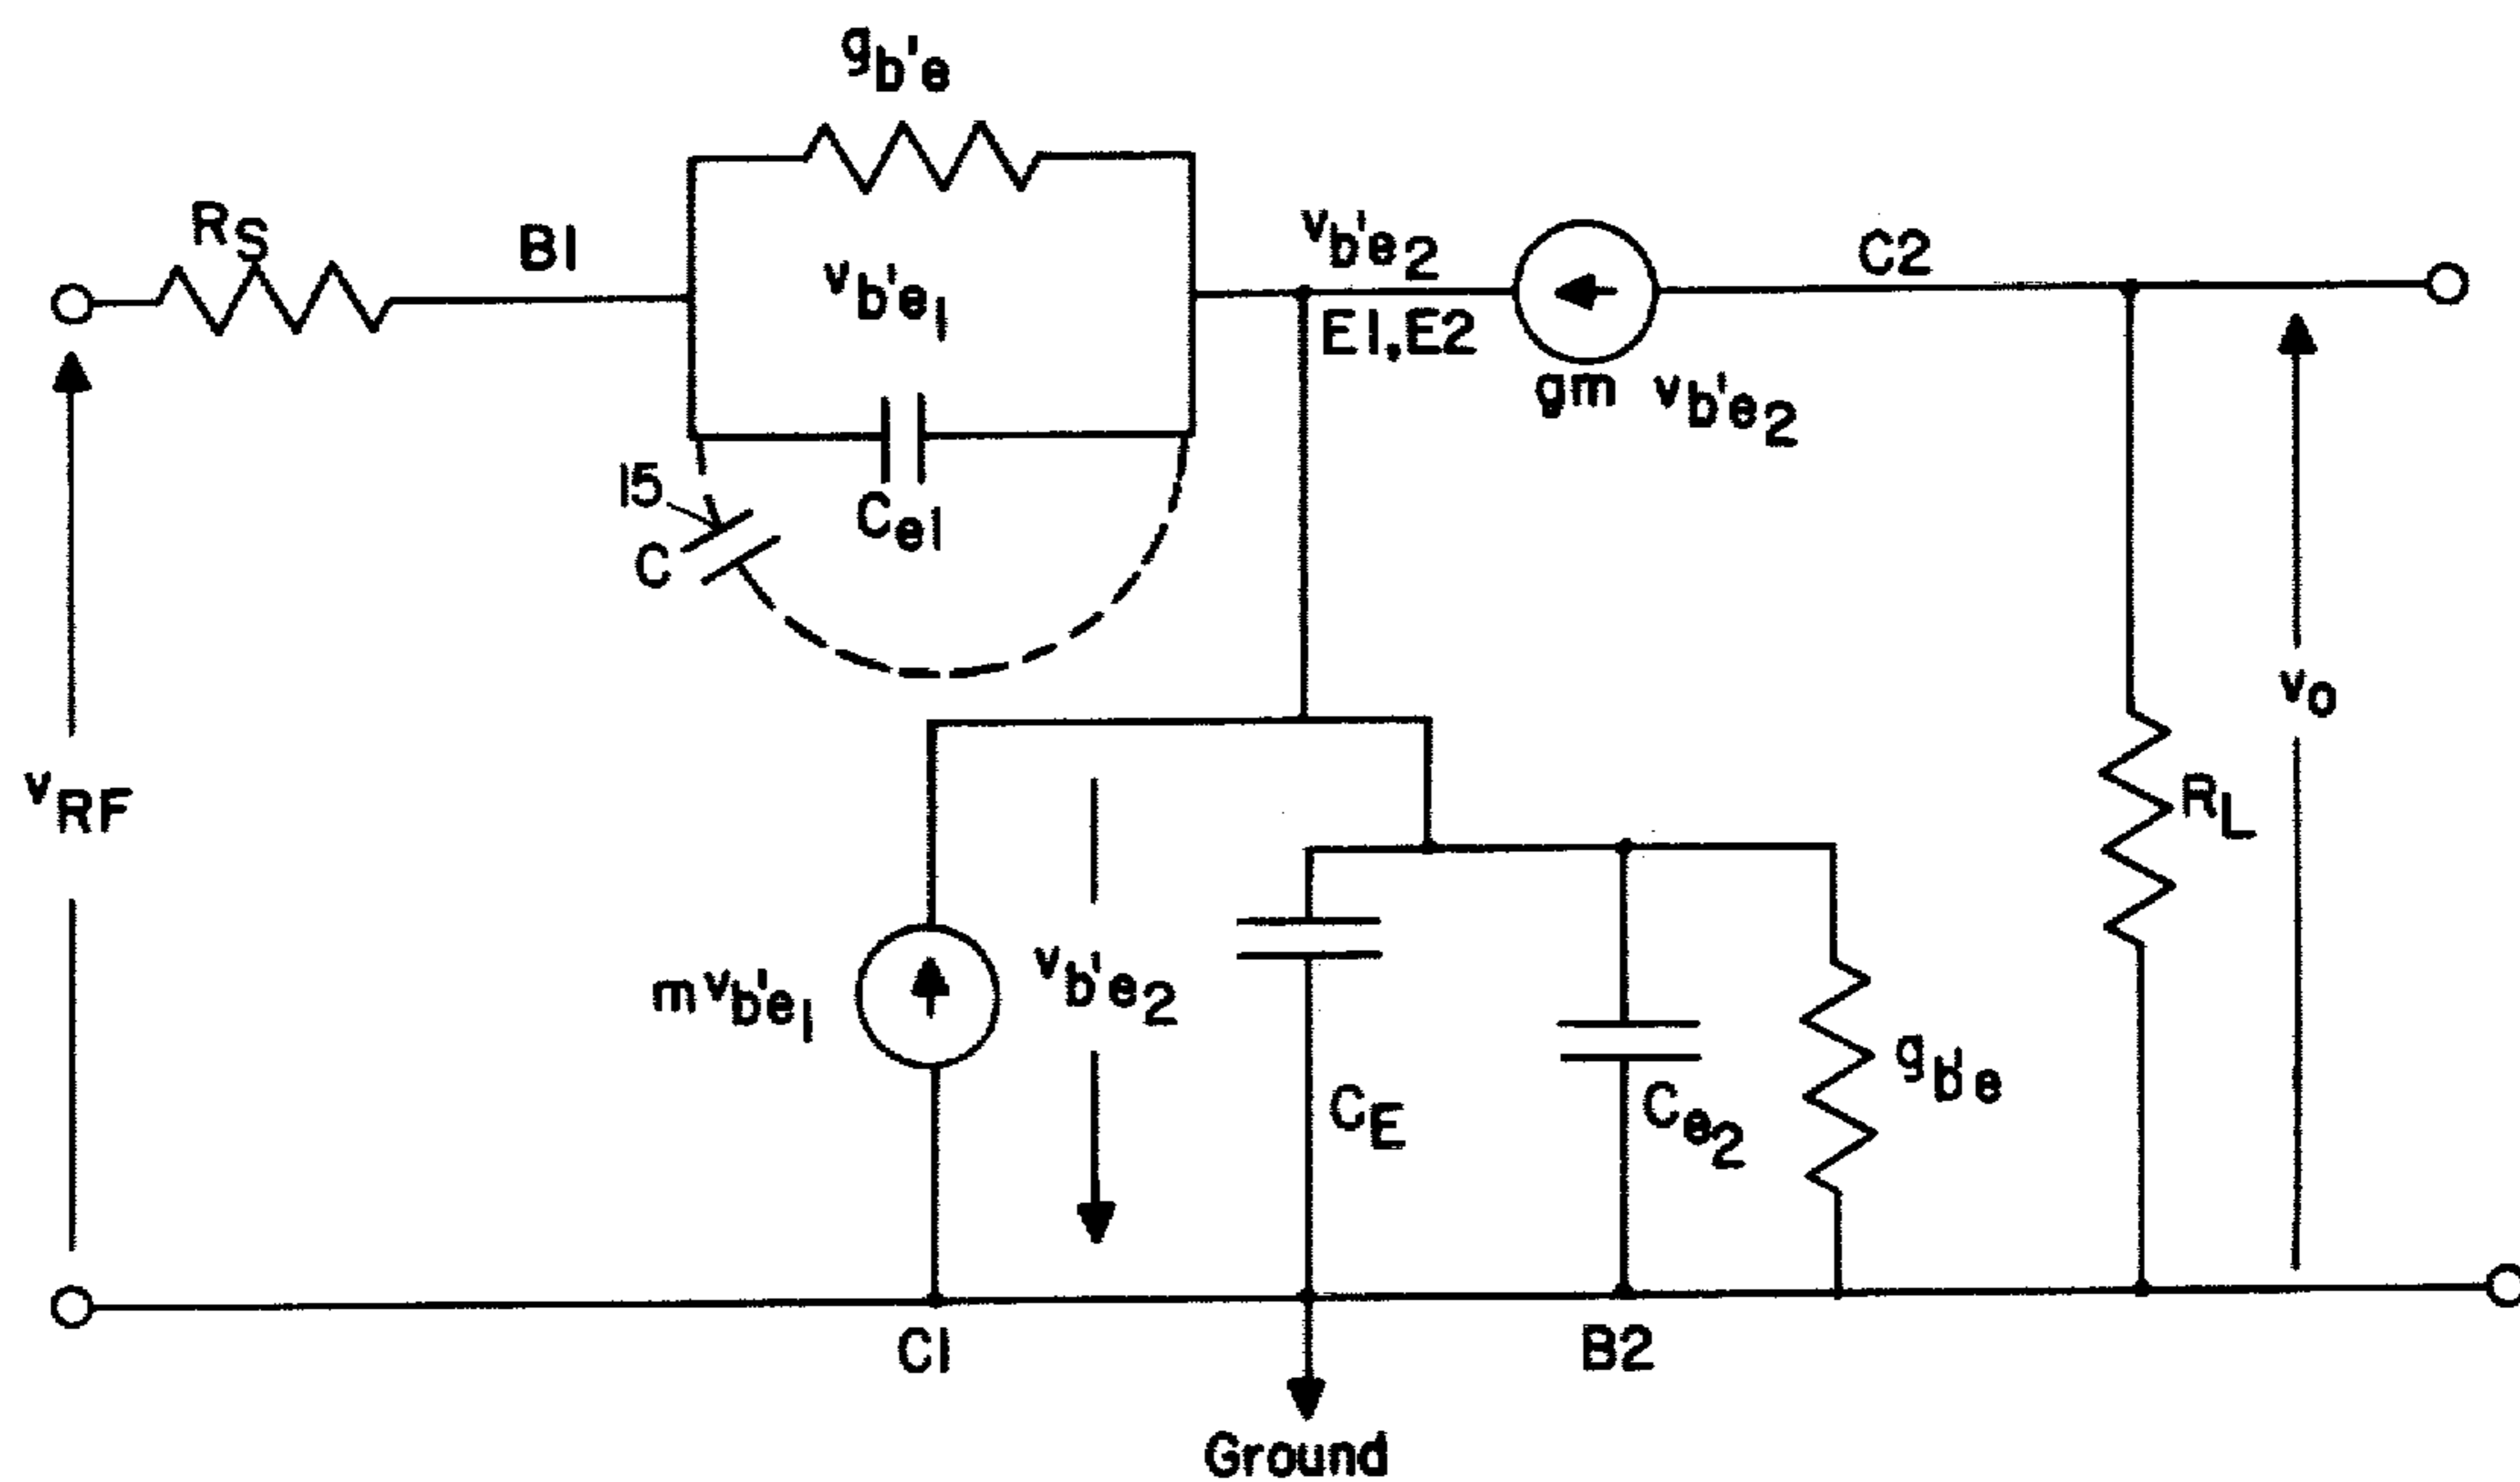 gb'e
RS
B1
vb'e1
vb'e2
C2
E1,E2
gm vb'e2
15
C
Ce1
vRF
vo
RL
mvb'e1
vb'e2
CE
Ce2
gb'e
C1
B2
Ground